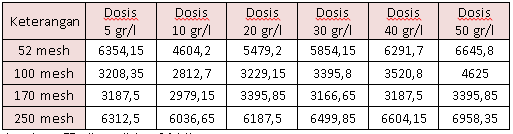 Keterangan Dosis 5 gr/l Dosis 10 gr/l Dosis 20 gr/l Dosis 30 gr/l Dosis 40 gr/l Dosis 50 gr/l
52 mesh 6354,15 4604,2 5479,2 5854,15 6291,7 6645,8
100 mesh 3208,35 2812,7 3229,15 3395,8 3520,8 4625
170 mesh 3187,5 2979,15 3395,85 3166,65 3187,5 3395,85
250 mesh 6312,5 6036,65 6187,5 6499,85 6604,15 6958,35